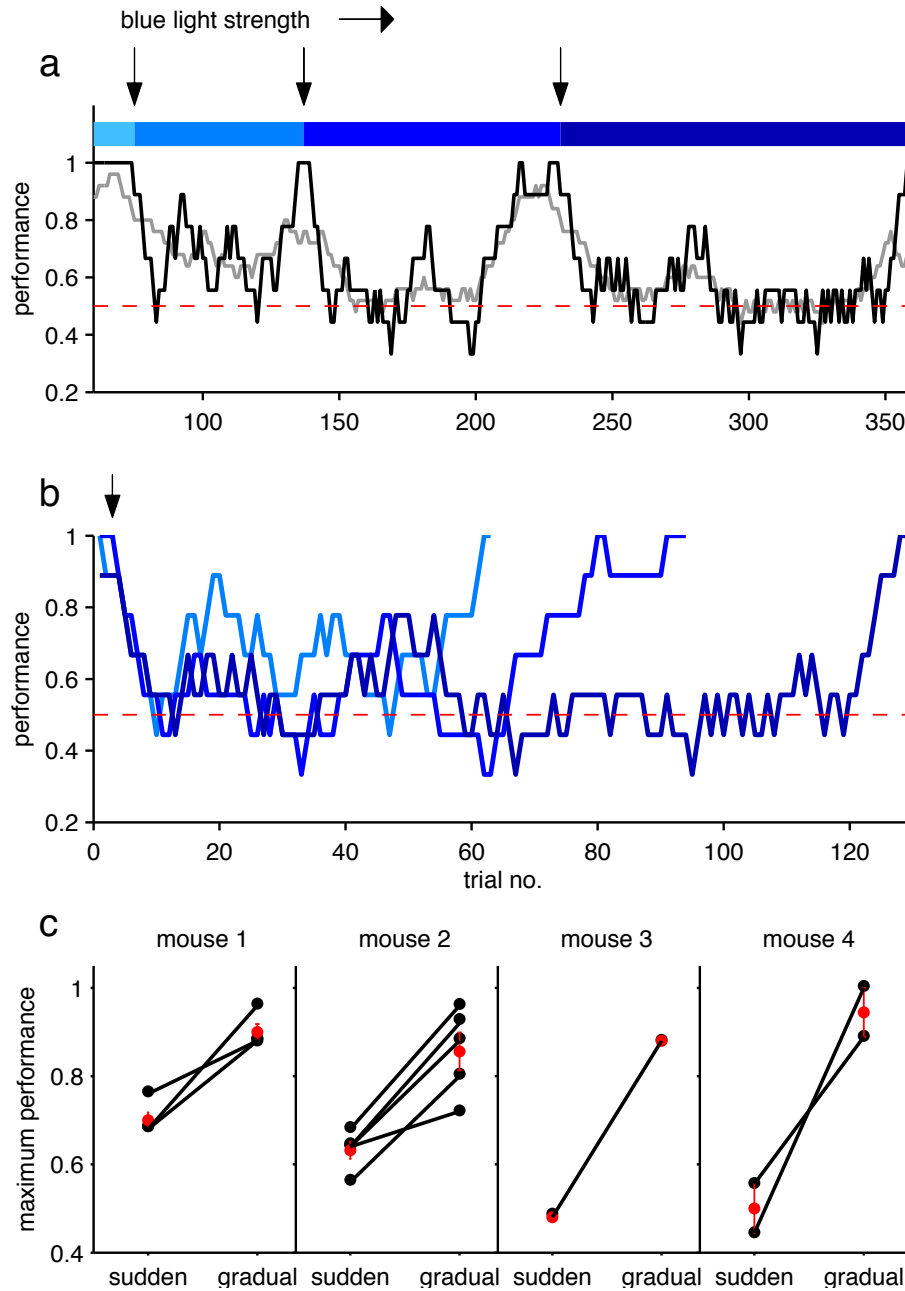 blue light strength
a
performance
1
0.8
0.6
0.4
0.2
100
150
200
250
300
350
b
performance
1
0.8
0.6
0.4
0.2
0
20
40
60
80
100
120
trial no.
c
mouse 1
mouse 2
mouse 3
mouse 4
maximum performance
1
0.8
0.6
0.4
sudden gradual
sudden gradual
sudden gradual
sudden gradual